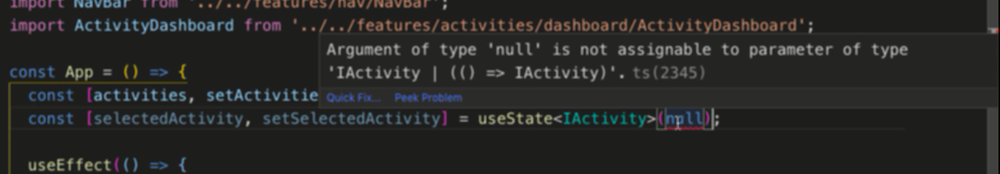 import NavBar from '../../features/nav/NavBar';
import ActivityDashboard from '../../features/activities/dashboard/ActivityDashboard';
Argument of type 'null' is not assignable to parameter of type
'IActivity | (() => IActivity)'. ts(2345)
Quick Fix... Peek Problem
const App = () => {
const [activities, setActivitie
const [selectedActivity, setSelectedActivity] = useState<IActivity>(null);
useEffect(() => {